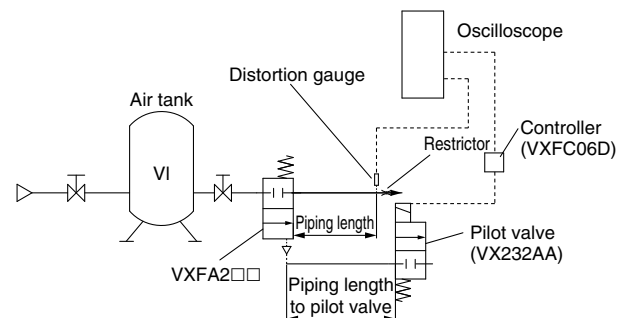 Oscilloscope
Distortion gauge
Air tank
Restrictor
Controller
(VXFC06D)
VI
Piping length
Pilot valve
(VX232AA)
VXFA2□□
Piping length
to pilot valve